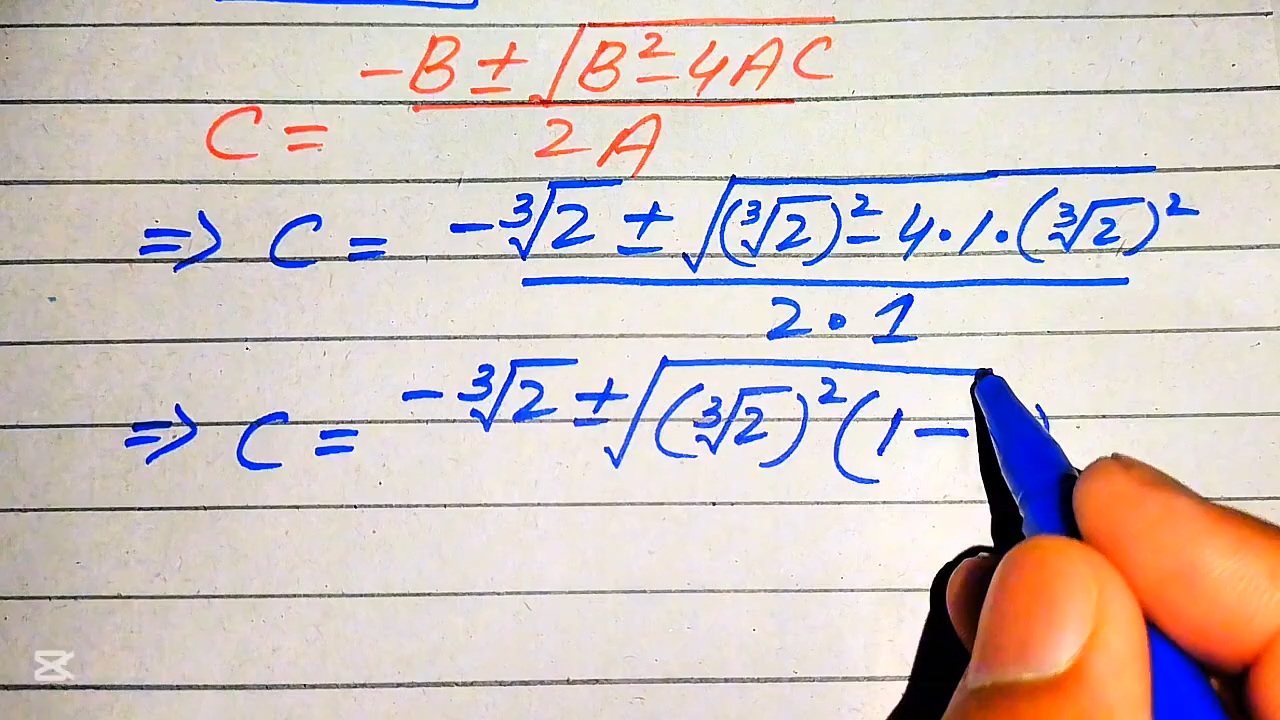 -B ± √B² - 4AC
C =
2A
⇒ C = -∛2 ± √(∛2)² - 4·1·(∛2)²
2·1
⇒ C = -∛2 ± √(∛2)²(1 - )